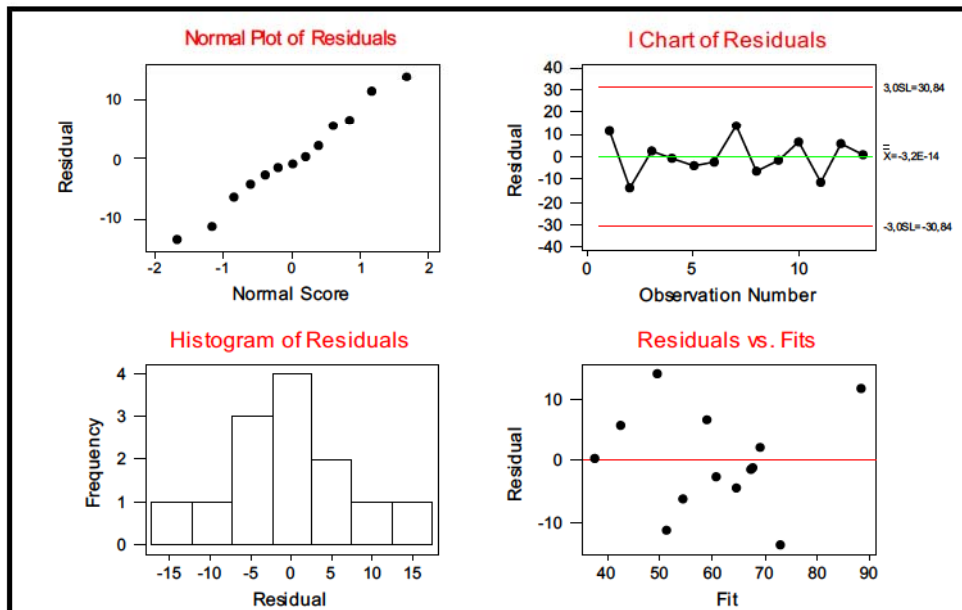 Normal Plot of Residuals
Residual
10
0
-10
-2 -1 0 1 2
Normal Score
I Chart of Residuals
Residual
40
30
20
10
0
-10
-20
-30
-40
3,0SL=30,84
X=-3,2E-14
-3,0SL=-30,84
0 5 10
Observation Number
Histogram of Residuals
Frequency
4
3
2
1
0
-15 -10 -5 0 5 10 15
Residual
Residuals vs. Fits
Residual
10
0
-10
40 50 60 70 80 90
Fit